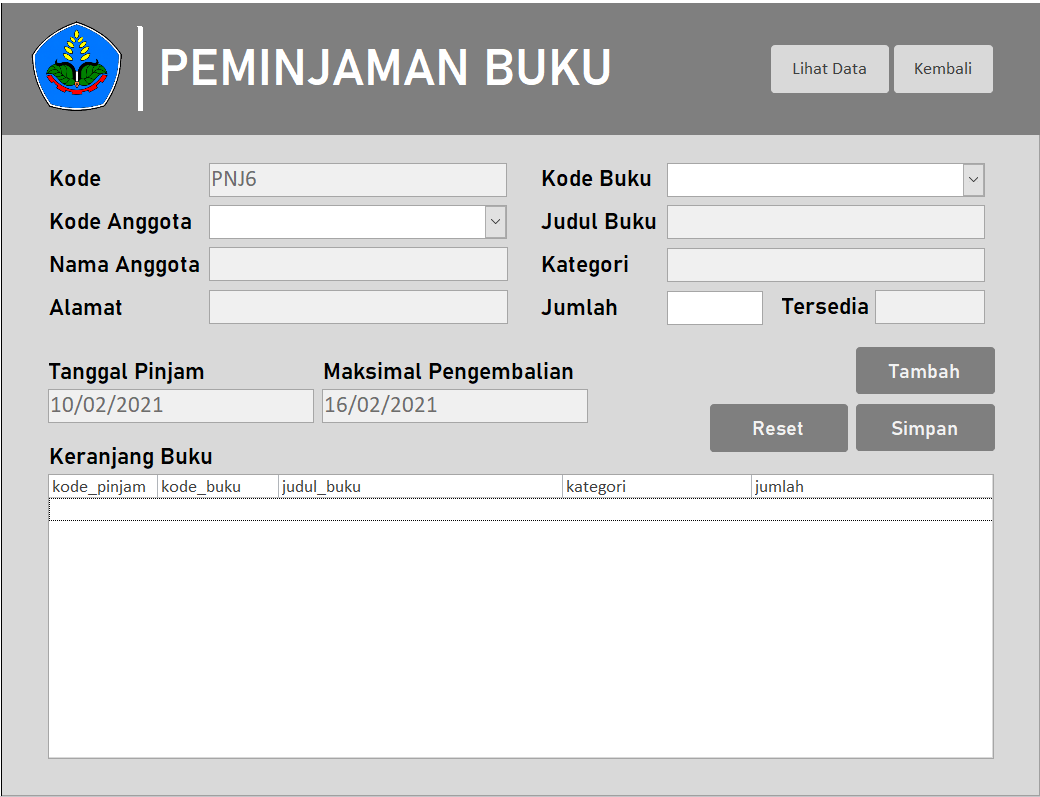 PEMINJAMAN BUKU
Lihat Data
Kembali
Kode PNJ6
Kode Anggota
Nama Anggota
Alamat
Kode Buku
Judul Buku
Kategori
Jumlah Tersedia
Tanggal Pinjam Maksimal Pengembalian
10/02/2021 16/02/2021
Tambah
Reset Simpan
Keranjang Buku
kode_pinjam kode_buku judul_buku kategori jumlah